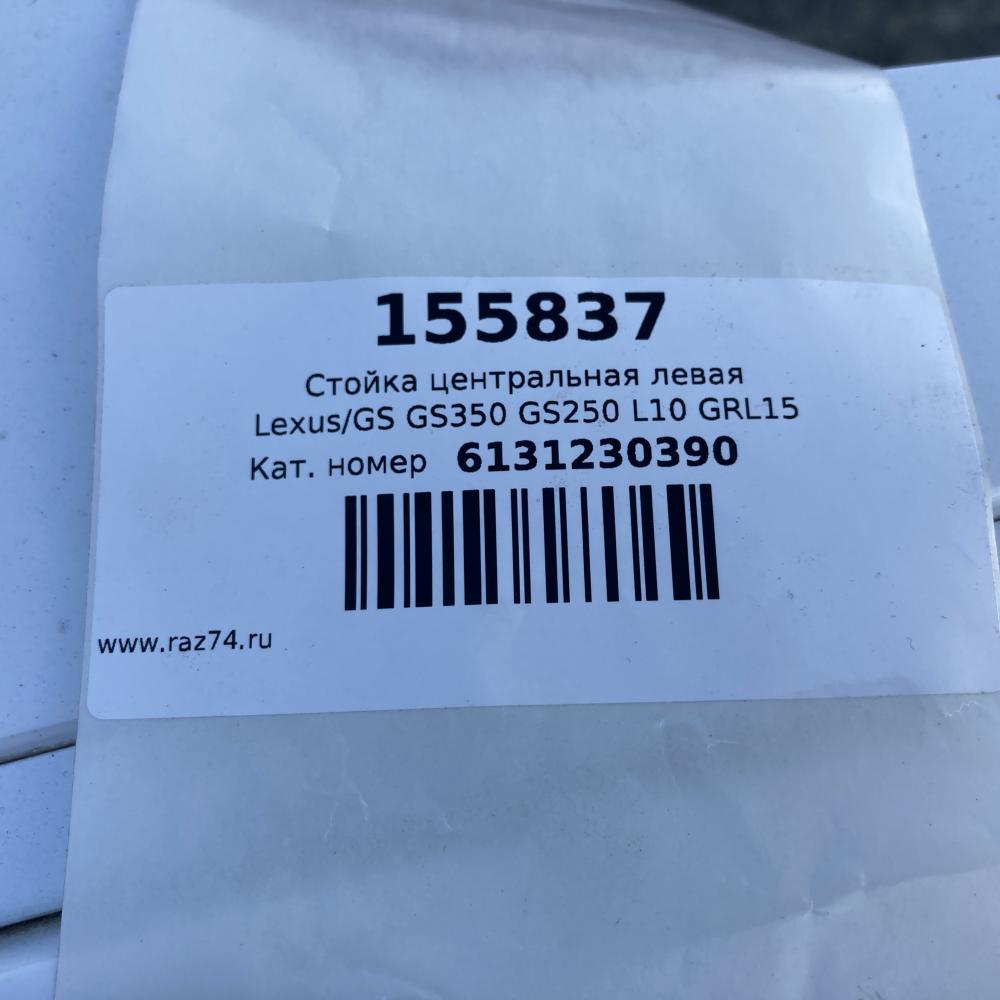 155837
Стойка центральная левая
Lexus/GS GS350 GS250 L10 GRL15
Кат. номер 6131230390
www.raz74.ru